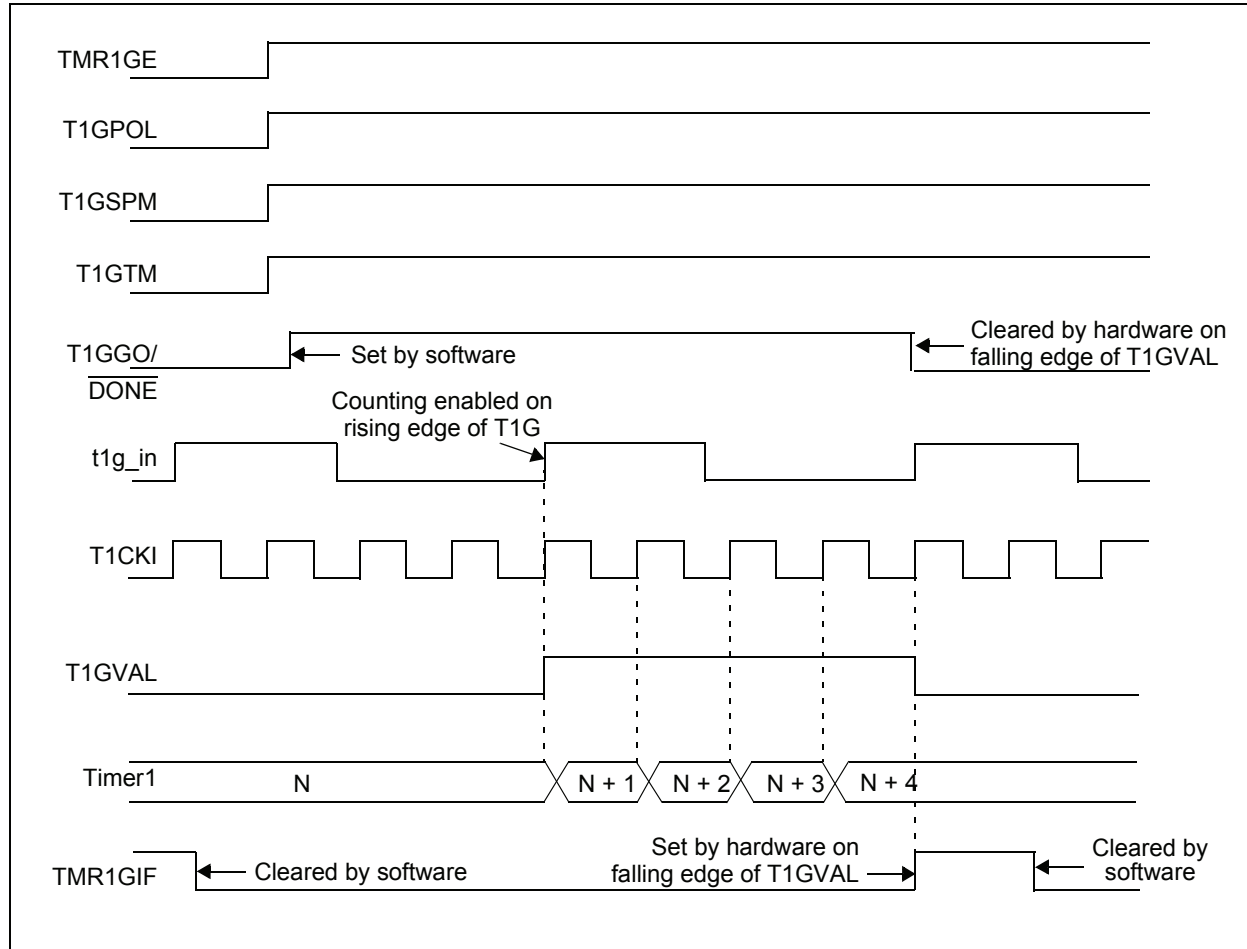 TMR1GE
T1GPOL
T1GSPM
T1GTM
T1GGO/
DONE
Set by software
Cleared by hardware on
falling edge of T1GVAL
Counting enabled on
rising edge of T1G
t1g_in
T1CKI
T1GVAL
Timer1
N
N + 1
N + 2
N + 3
N + 4
TMR1GIF
Cleared by software
Set by hardware on
falling edge of T1GVAL
Cleared by
software